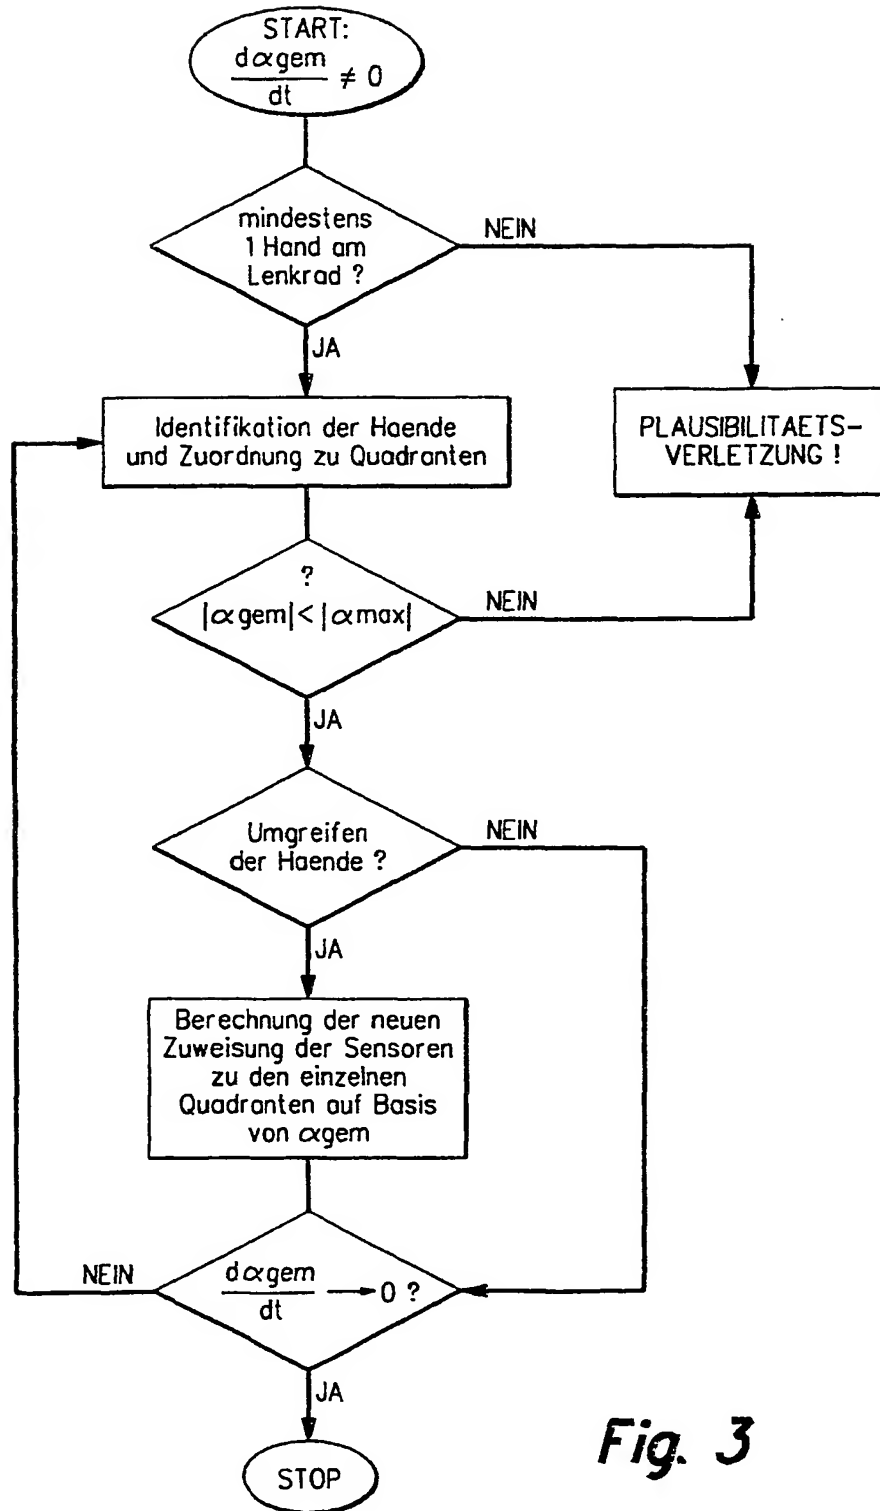 START:
dαgem
dt
≠ 0
mindestens
1 Hand am
Lenkrad ?
NEIN
JA
Identifikation der Haende
und Zuordnung zu Quadranten
PLAUSIBILITAETS–
VERLETZUNG !
?
|αgem| < |αmax|
NEIN
JA
Umgreifen
der Haende ?
NEIN
JA
Berechnung der neuen
Zuweisung der Sensoren
zu den einzelnen
Quadranten auf Basis
von αgem
NEIN
dαgem
dt
→ 0 ?
JA
STOP
Fig. 3